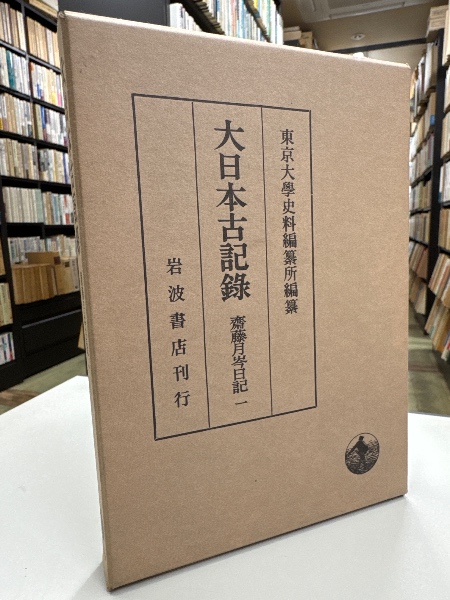 東京大學史料編纂所編纂
大日本古記錄 齋藤月岑日記 一
岩波書店刊行